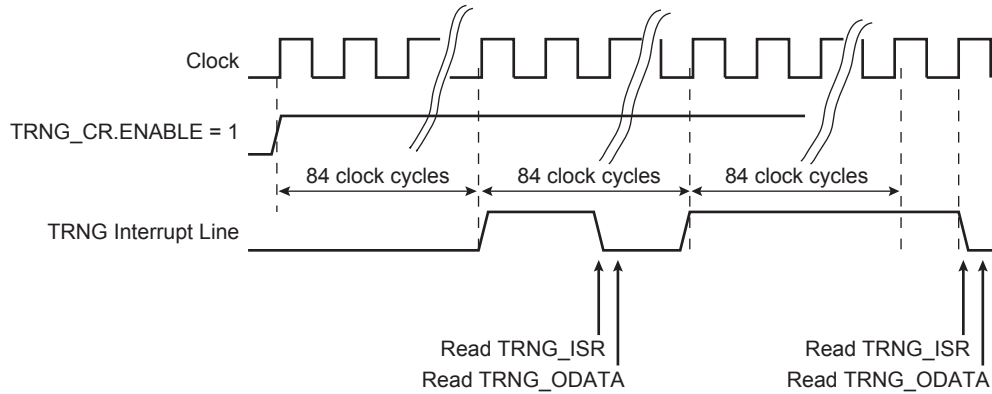 Clock
TRNG_CR.ENABLE = 1
84 clock cycles 84 clock cycles 84 clock cycles
TRNG Interrupt Line
Read TRNG_ISR Read TRNG_ISR
Read TRNG_ODATA Read TRNG_ODATA